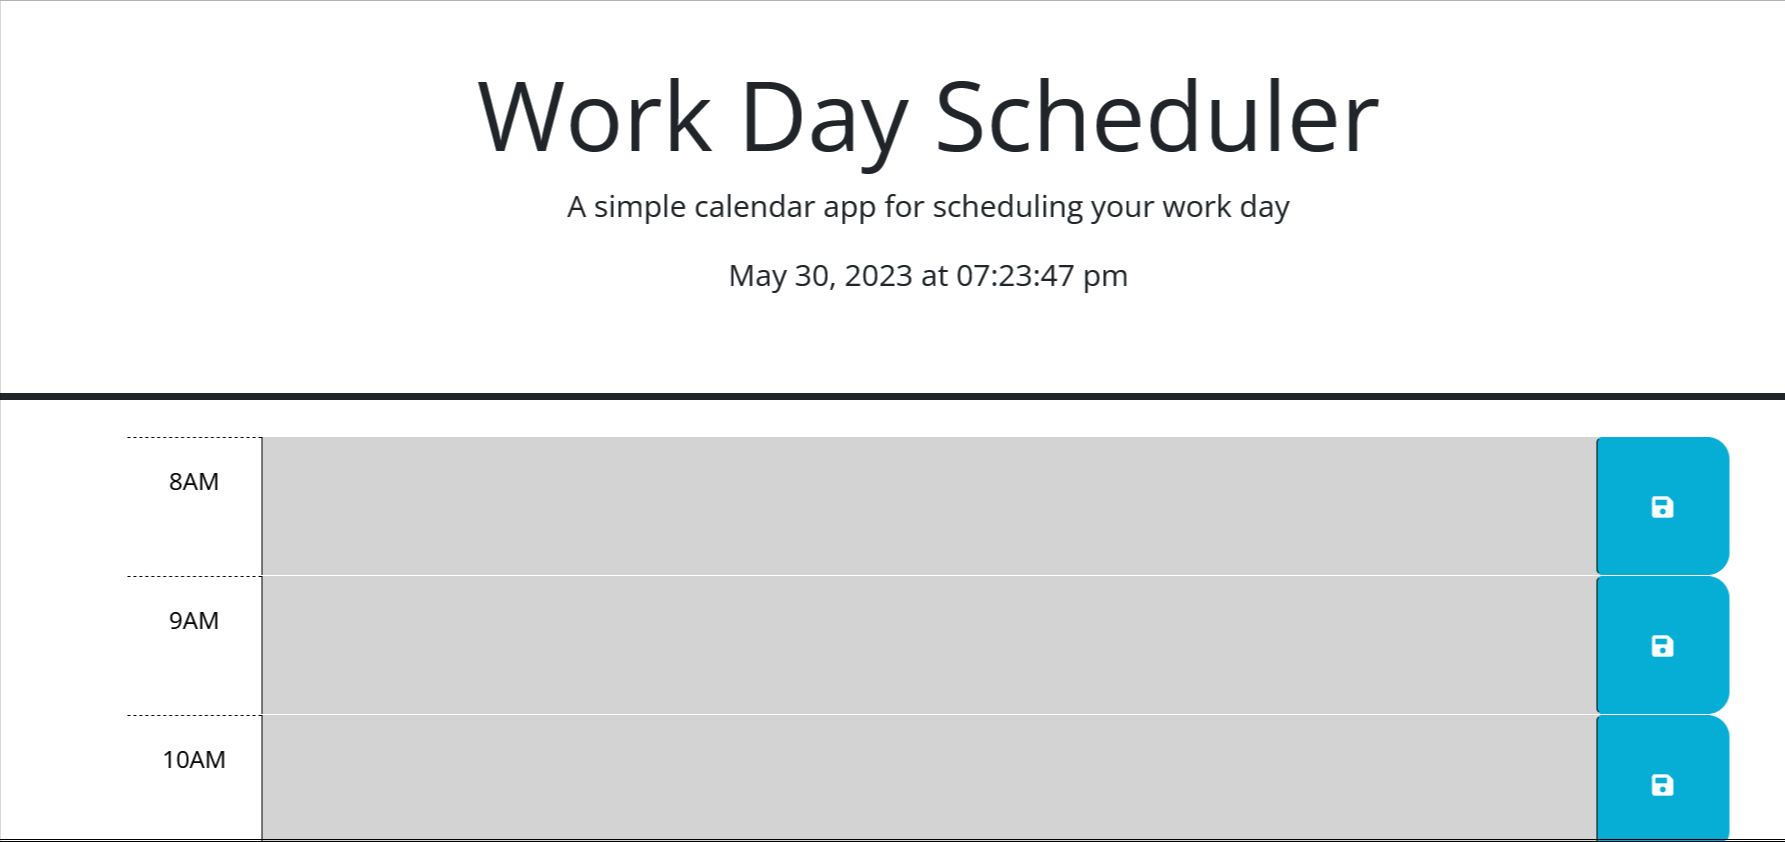 Work Day Scheduler
A simple calendar app for scheduling your work day
May 30, 2023 at 07:23:47 pm
8AM
9AM
10AM